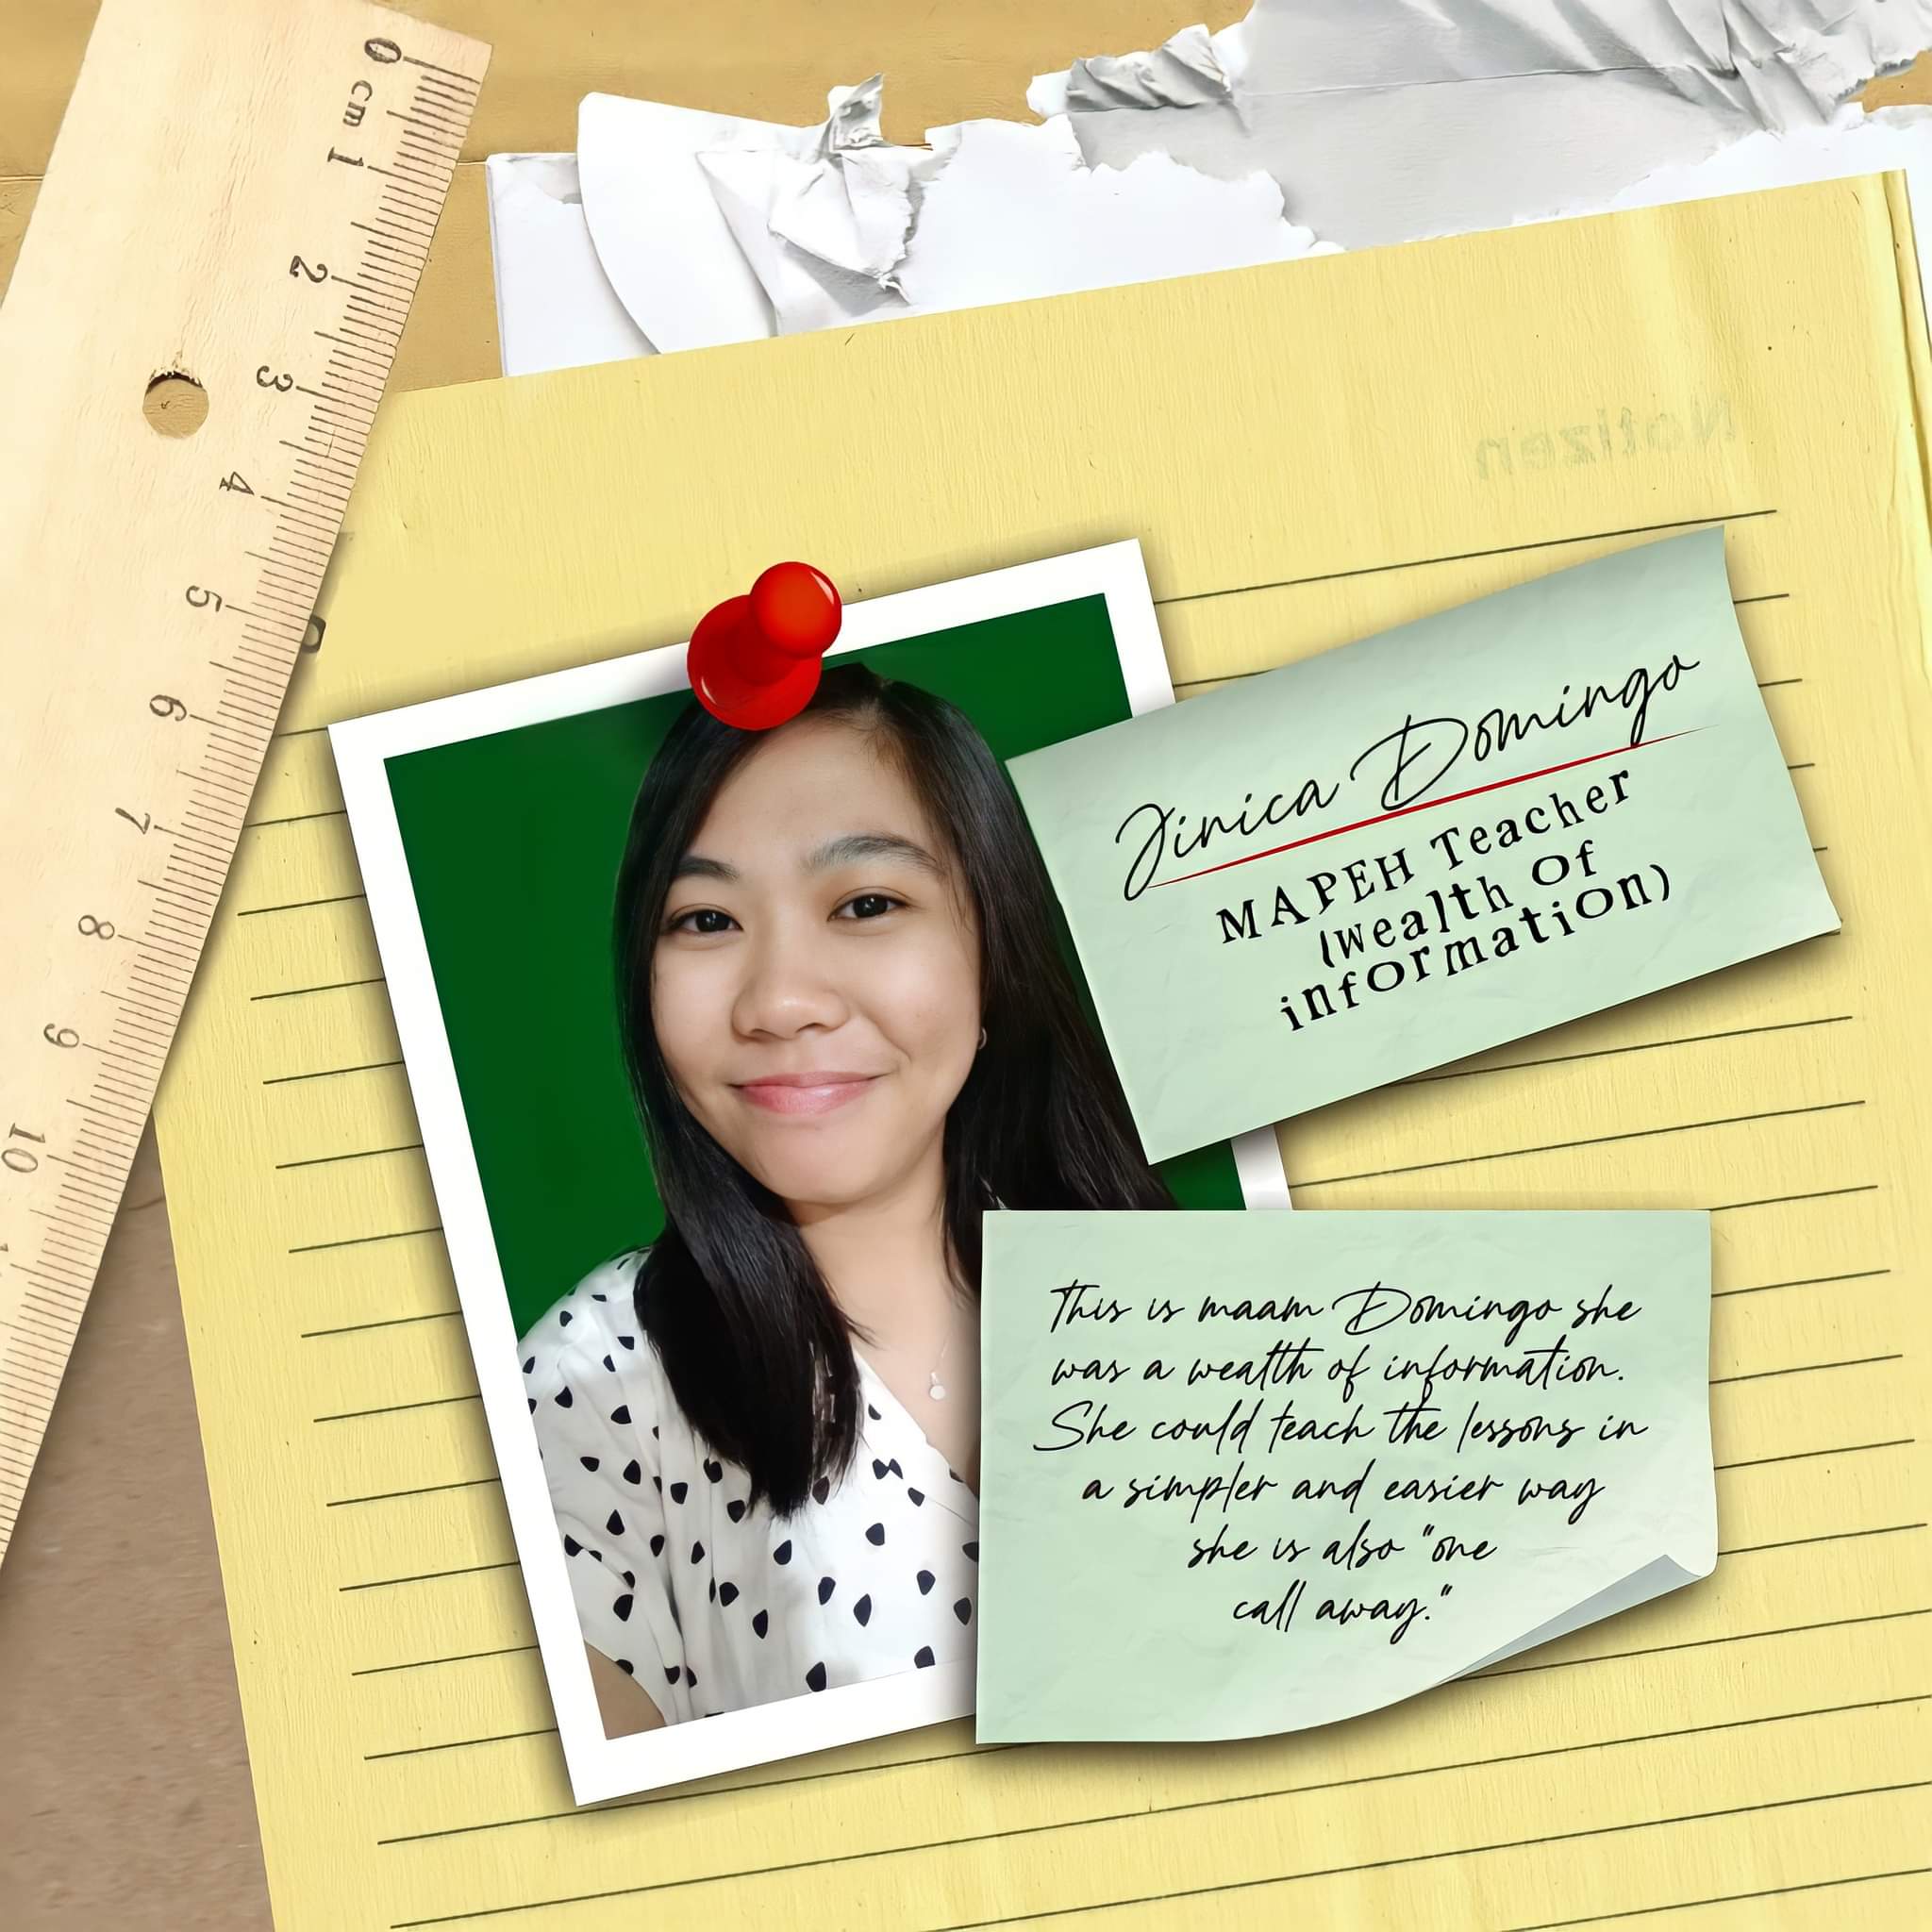 0 cm 1 2 3 4 5 6 7 8 9 10
Notizen
Jinica Domingo
MAPEH Teacher
(wealth of
information)
This is maam Domingo she
was a wealth of information.
She could teach the lessons in
a simpler and easier way
she is also "one
call away."